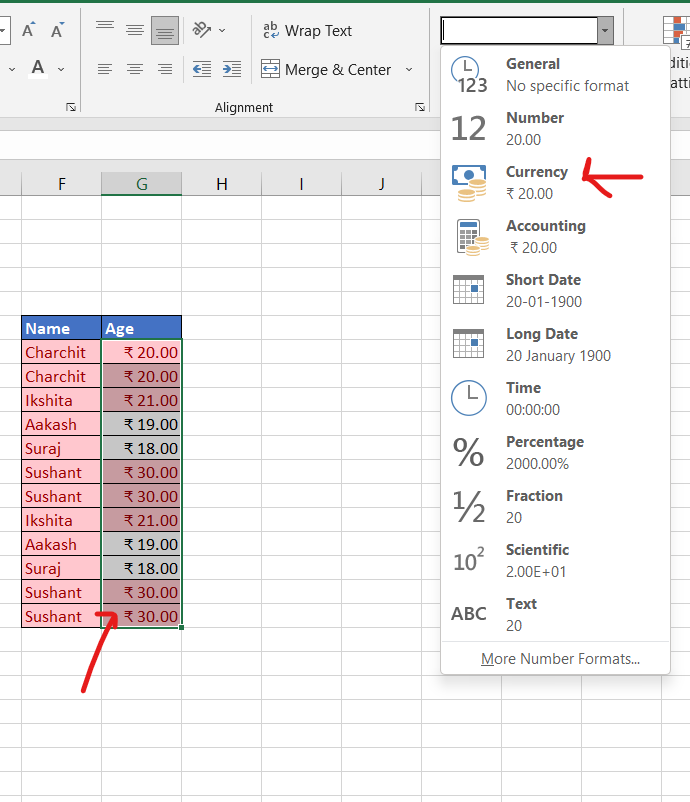 A A
ab
c
Wrap Text
A
Merge & Center
Alignment
F G H I J
General
123
No specific format
12
Number
20.00
Currency
₹ 20.00
Accounting
₹ 20.00
Short Date
20-01-1900
Long Date
20 January 1900
Time
00:00:00
%
Percentage
2000.00%
½
Fraction
20
10²
Scientific
2.00E+01
ABC
Text
20
More Number Formats...
Name Age
Charchit ₹ 20.00
Charchit ₹ 20.00
Ikshita ₹ 21.00
Aakash ₹ 19.00
Suraj ₹ 18.00
Sushant ₹ 30.00
Sushant ₹ 30.00
Ikshita ₹ 21.00
Aakash ₹ 19.00
Suraj ₹ 18.00
Sushant ₹ 30.00
Sushant ₹ 30.00